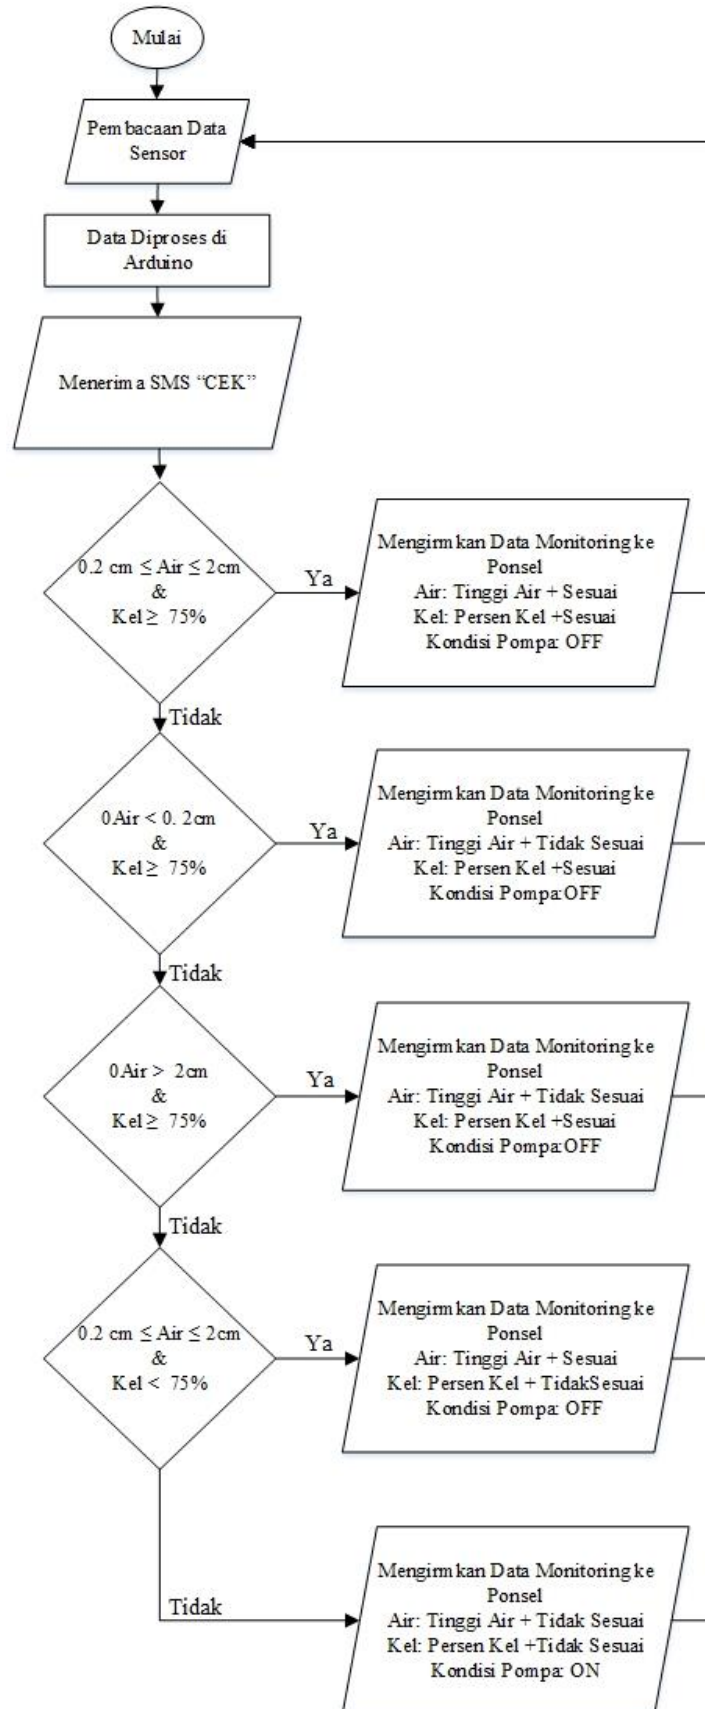 Mulai
Pembacaan Data
Sensor
Data Diproses di
Arduino
Menerima SMS “CEK”
0.2 cm ≤ Air ≤ 2cm
&
Kel ≥ 75%
Ya
Mengirmkan Data Monitoring ke
Ponsel
Air: Tinggi Air + Sesuai
Kel: Persen Kel +Sesuai
Kondisi Pompa: OFF
Tidak
0Air < 0. 2cm
&
Kel ≥ 75%
Ya
Mengirmkan Data Monitoring ke
Ponsel
Air: Tinggi Air + Tidak Sesuai
Kel: Persen Kel +Sesuai
Kondisi Pompa:OFF
Tidak
0Air > 2cm
&
Kel ≥ 75%
Ya
Mengirmkan Data Monitoring ke
Ponsel
Air: Tinggi Air + Tidak Sesuai
Kel: Persen Kel +Sesuai
Kondisi Pompa:OFF
Tidak
0.2 cm ≤ Air ≤ 2cm
&
Kel < 75%
Ya
Mengirmkan Data Monitoring ke
Ponsel
Air: Tinggi Air + Sesuai
Kel: Persen Kel + TidakSesuai
Kondisi Pompa: OFF
Tidak
Mengirmkan Data Monitoring ke
Ponsel
Air: Tinggi Air + Tidak Sesuai
Kel: Persen Kel +Tidak Sesuai
Kondisi Pompa: ON